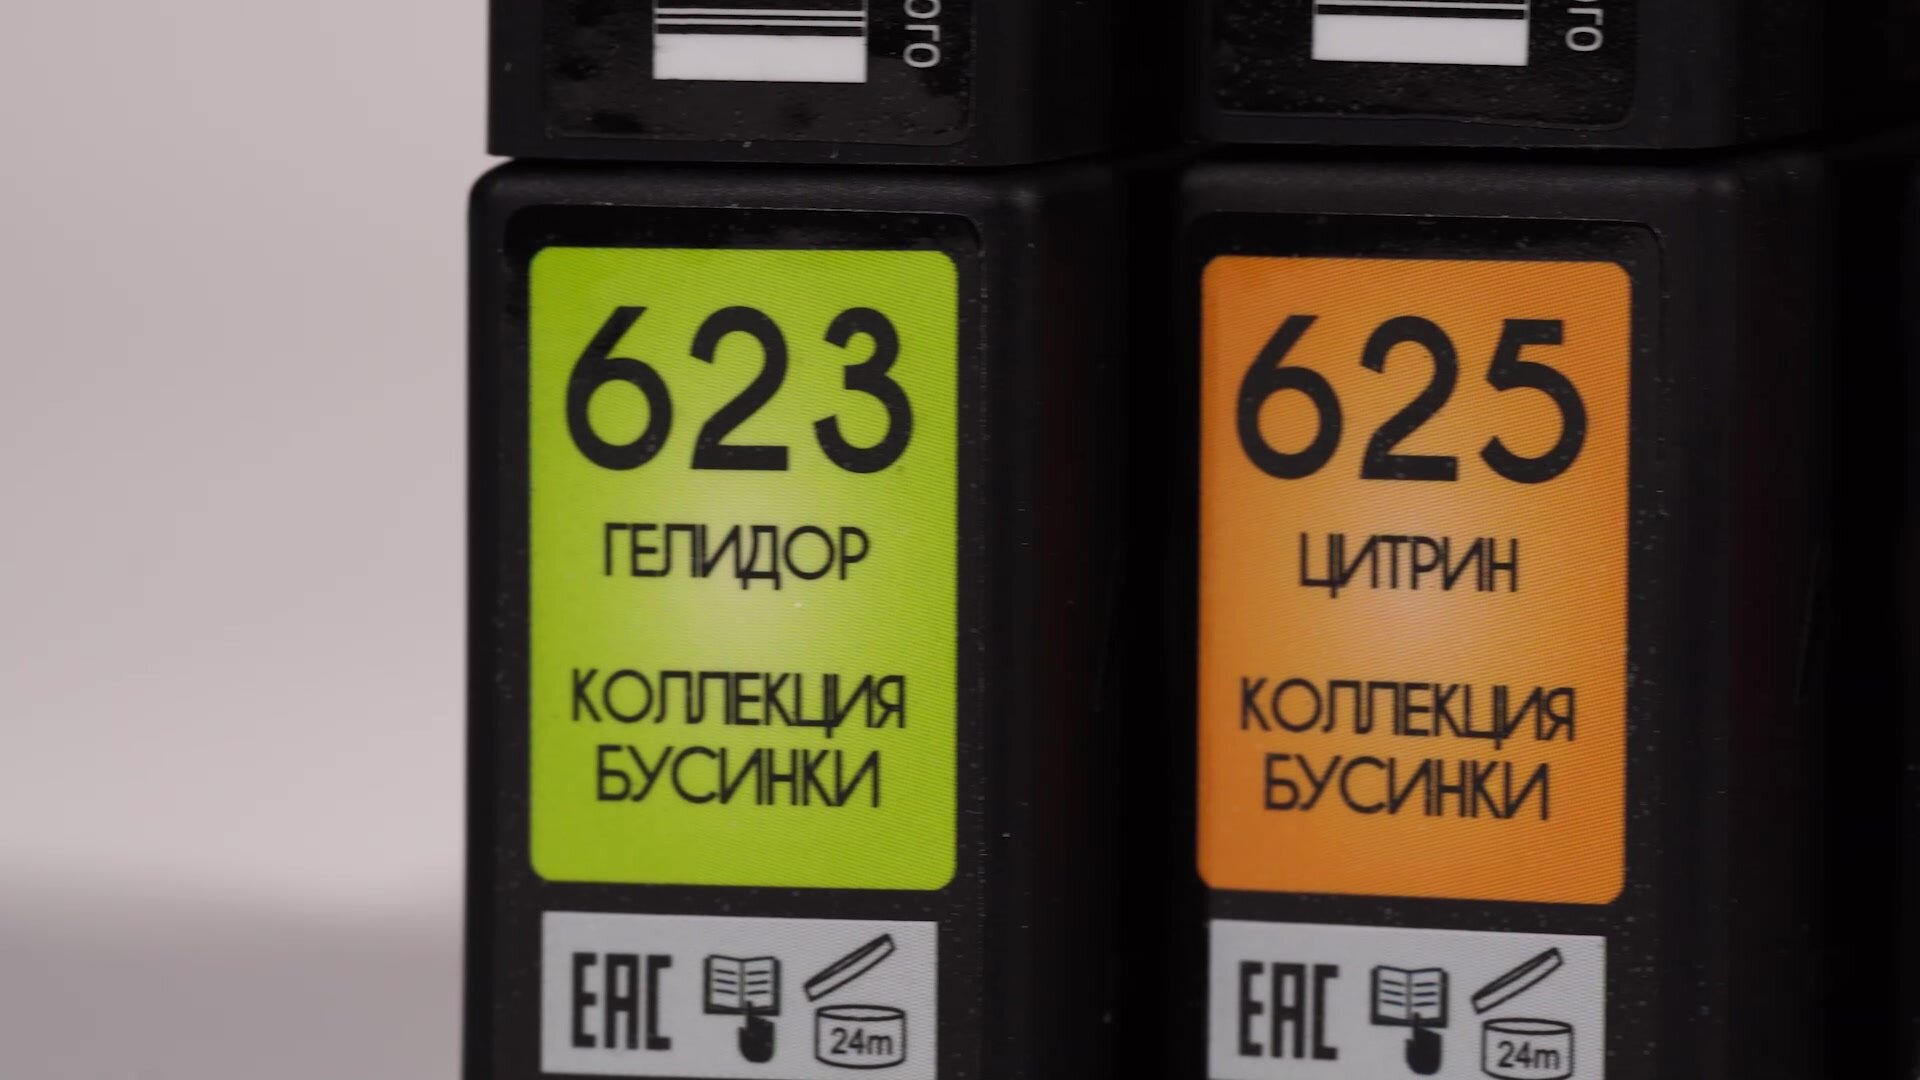 623
ГЕЛИДОР
КОЛЛЕКЦИЯ
БУСИНКИ
EAC
24m
625
ЦИТРИН
КОЛЛЕКЦИЯ
БУСИНКИ
EAC
24m